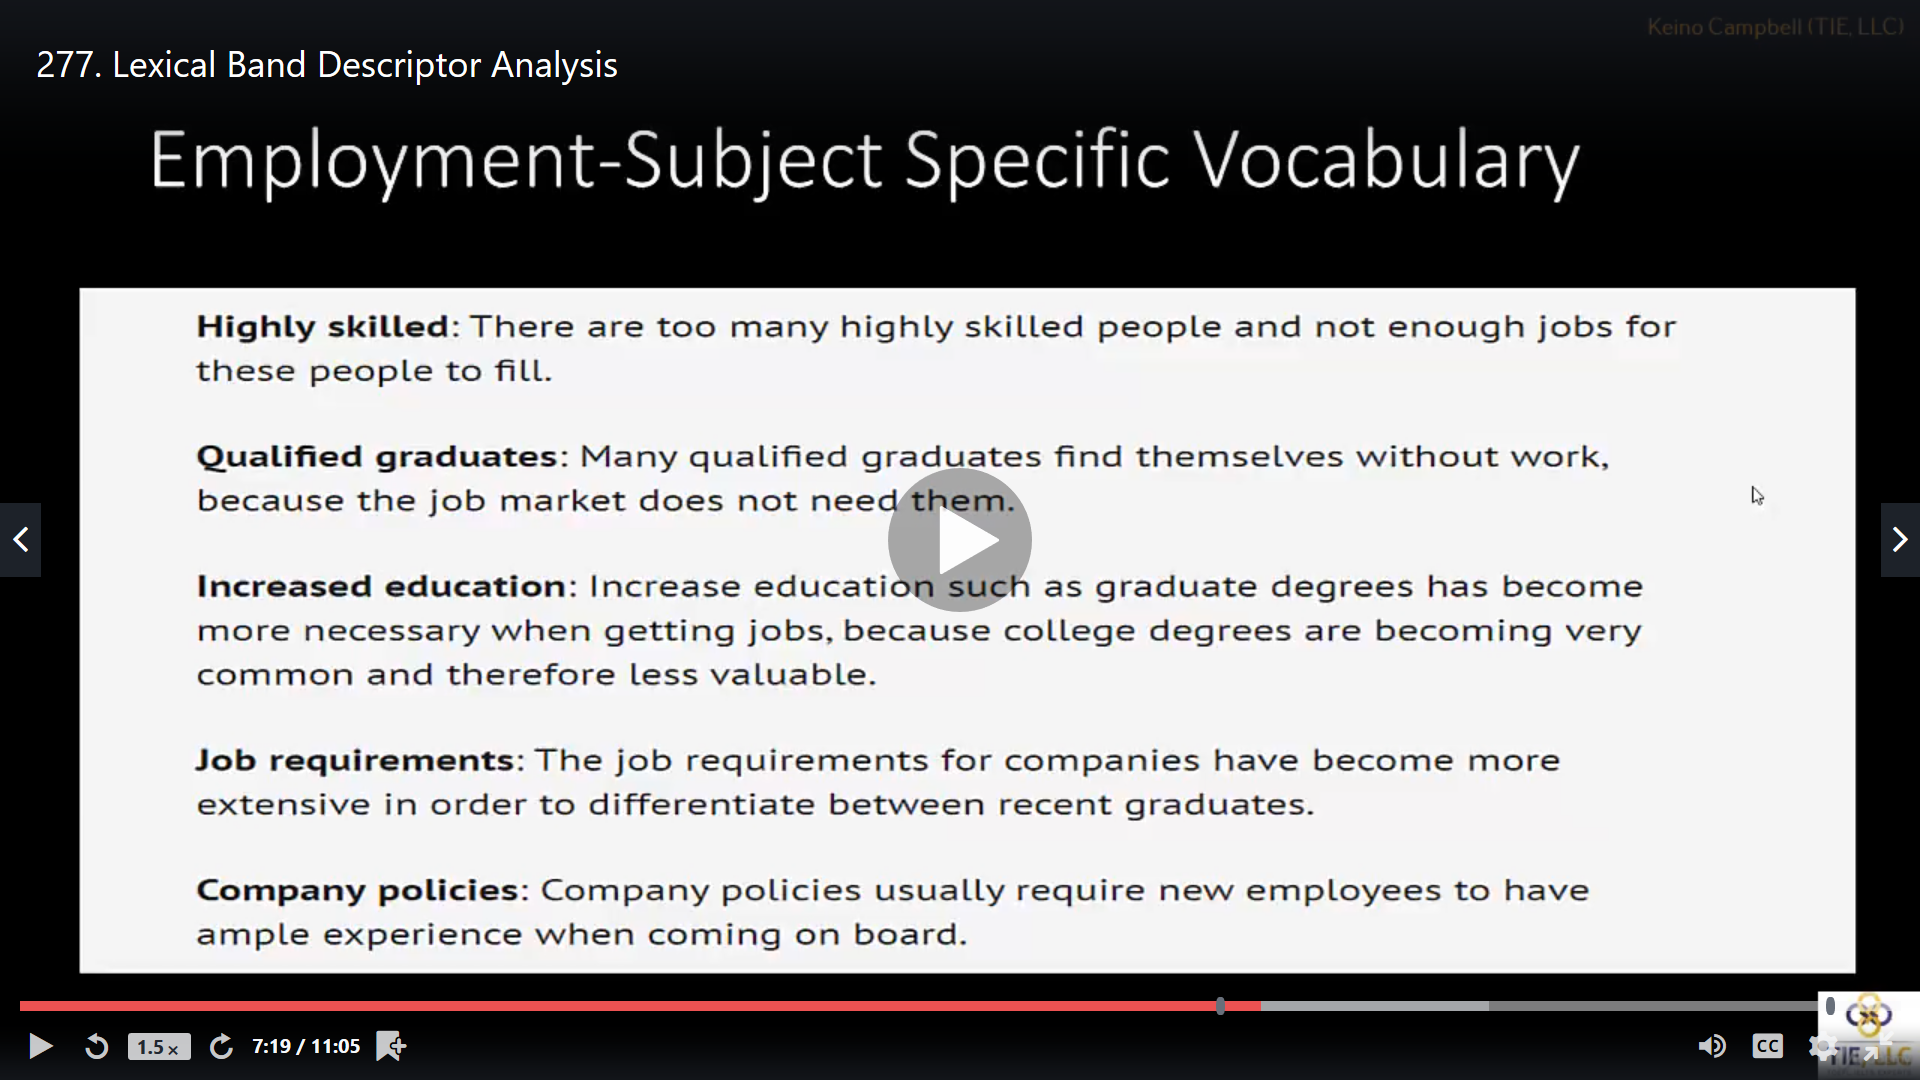 Keino Campbell (TIE, LLC)
277. Lexical Band Descriptor Analysis
Employment-Subject Specific Vocabulary
Highly skilled: There are too many highly skilled people and not enough jobs for
these people to fill.
Qualified graduates: Many qualified graduates find themselves without work,
because the job market does not need them.
Increased education: Increase education such as graduate degrees has become
more necessary when getting jobs, because college degrees are becoming very
common and therefore less valuable.
Job requirements: The job requirements for companies have become more
extensive in order to differentiate between recent graduates.
Company policies: Company policies usually require new employees to have
ample experience when coming on board.
1.5 x
7:19 / 11:05
CC
TIE, LLC